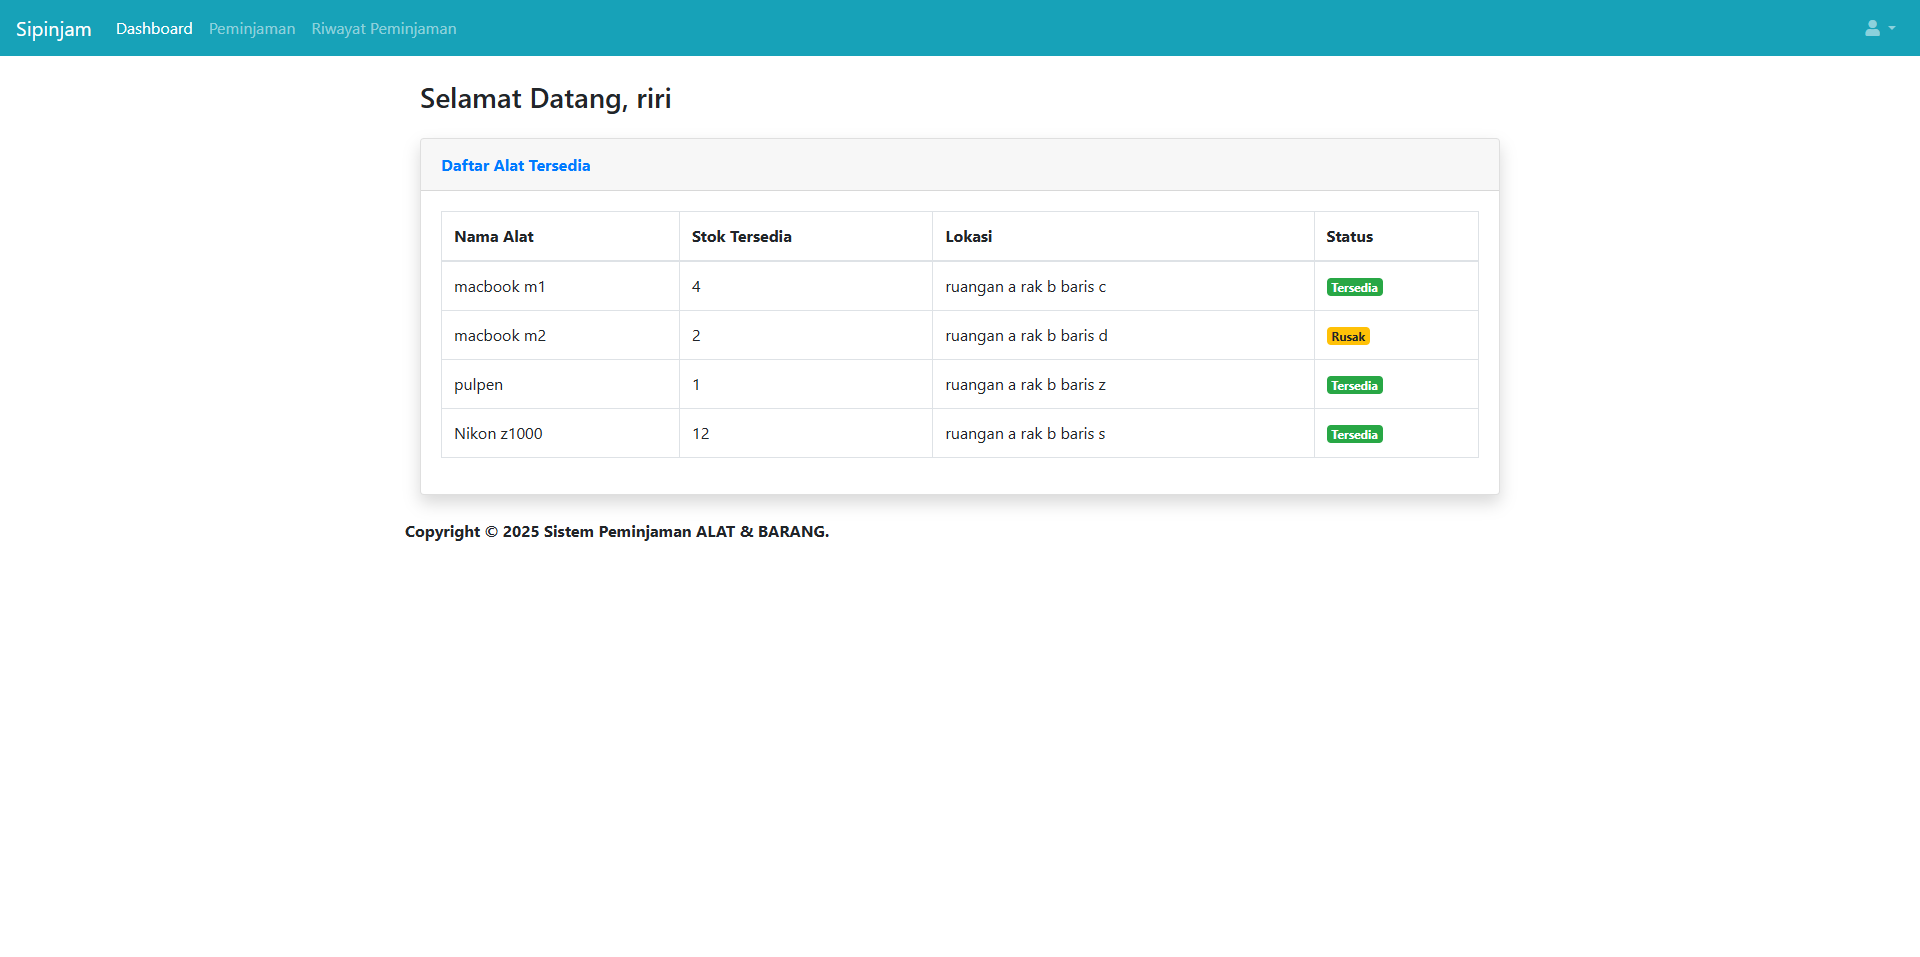 Sipinjam Dashboard Peminjaman Riwayat Peminjaman
Selamat Datang, riri
Daftar Alat Tersedia
Nama Alat Stok Tersedia Lokasi Status
macbook m1 4 ruangan a rak b baris c Tersedia
macbook m2 2 ruangan a rak b baris d Rusak
pulpen 1 ruangan a rak b baris z Tersedia
Nikon z1000 12 ruangan a rak b baris s Tersedia
Copyright © 2025 Sistem Peminjaman ALAT & BARANG.